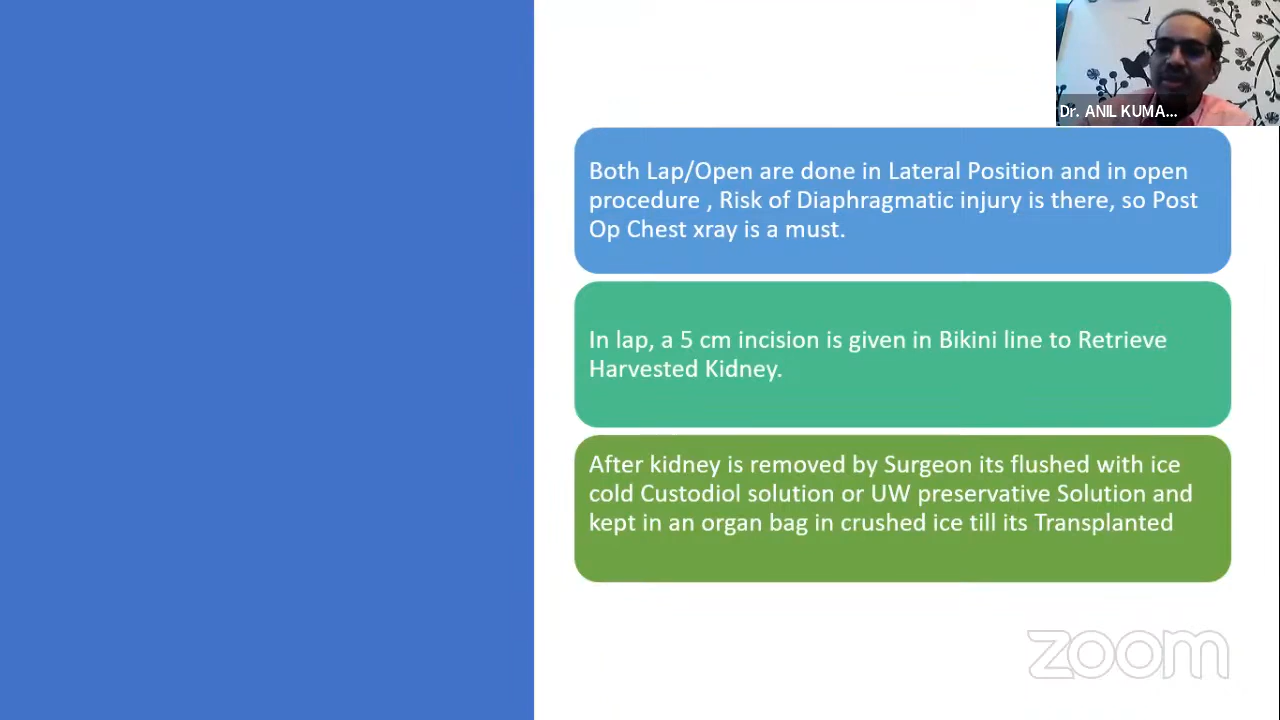 Dr. ANIL KUMA...
Both Lap/Open are done in Lateral Position and in open
procedure , Risk of Diaphragmatic injury is there, so Post
Op Chest xray is a must.
In lap, a 5 cm incision is given in Bikini line to Retrieve
Harvested Kidney.
After kidney is removed by Surgeon its flushed with ice
cold Custodiol solution or UW preservative Solution and
kept in an organ bag in crushed ice till its Transplanted
zoom